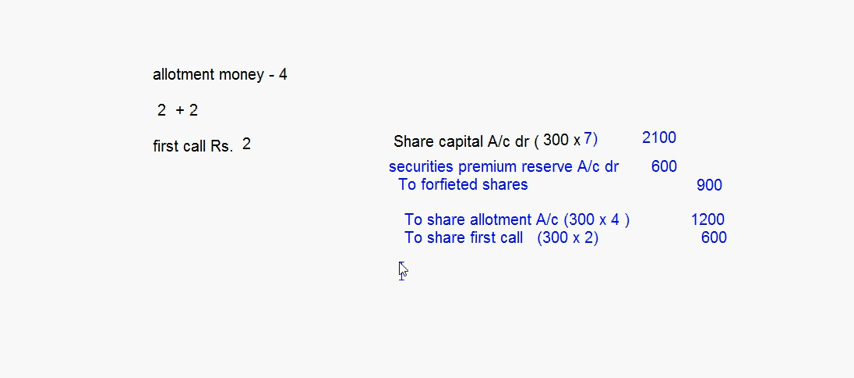 allotment money - 4
2 + 2
first call Rs. 2
Share capital A/c dr ( 300 x 7) 2100
securities premium reserve A/c dr 600
To forfieted shares 900
To share allotment A/c (300 x 4 ) 1200
To share first call (300 x 2) 600